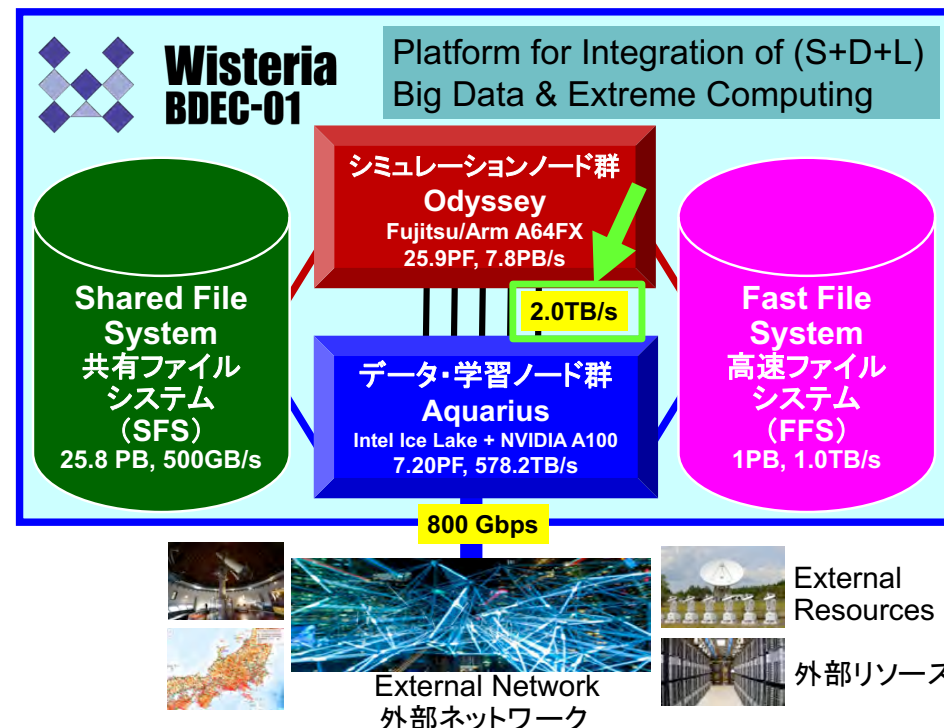 Wisteria
BDEC-01
Platform for Integration of (S+D+L)
Big Data & Extreme Computing
シミュレーションノード群
Odyssey
Fujitsu/Arm A64FX
25.9PF, 7.8PB/s
2.0TB/s
Shared File
System
共有ファイル
システム
(SFS)
25.8 PB, 500GB/s
データ・学習ノード群
Aquarius
Intel Ice Lake + NVIDIA A100
7.20PF, 578.2TB/s
Fast File
System
高速ファイル
システム
(FFS)
1PB, 1.0TB/s
800 Gbps
External Network
外部ネットワーク
External
Resources
外部リソース